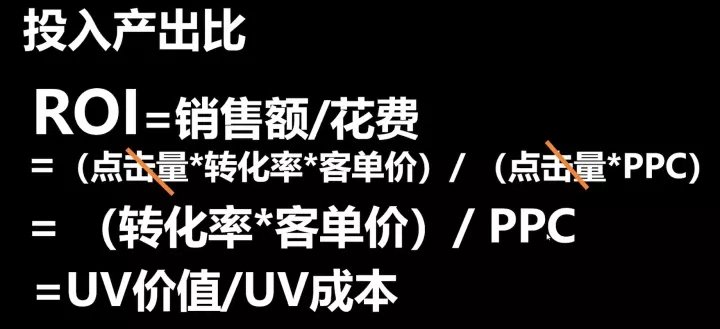 投入产出比
ROI=销售额/花费
=（点击量*转化率*客单价）/（点击量*PPC）
=（转化率*客单价）/ PPC
=UV价值/UV成本